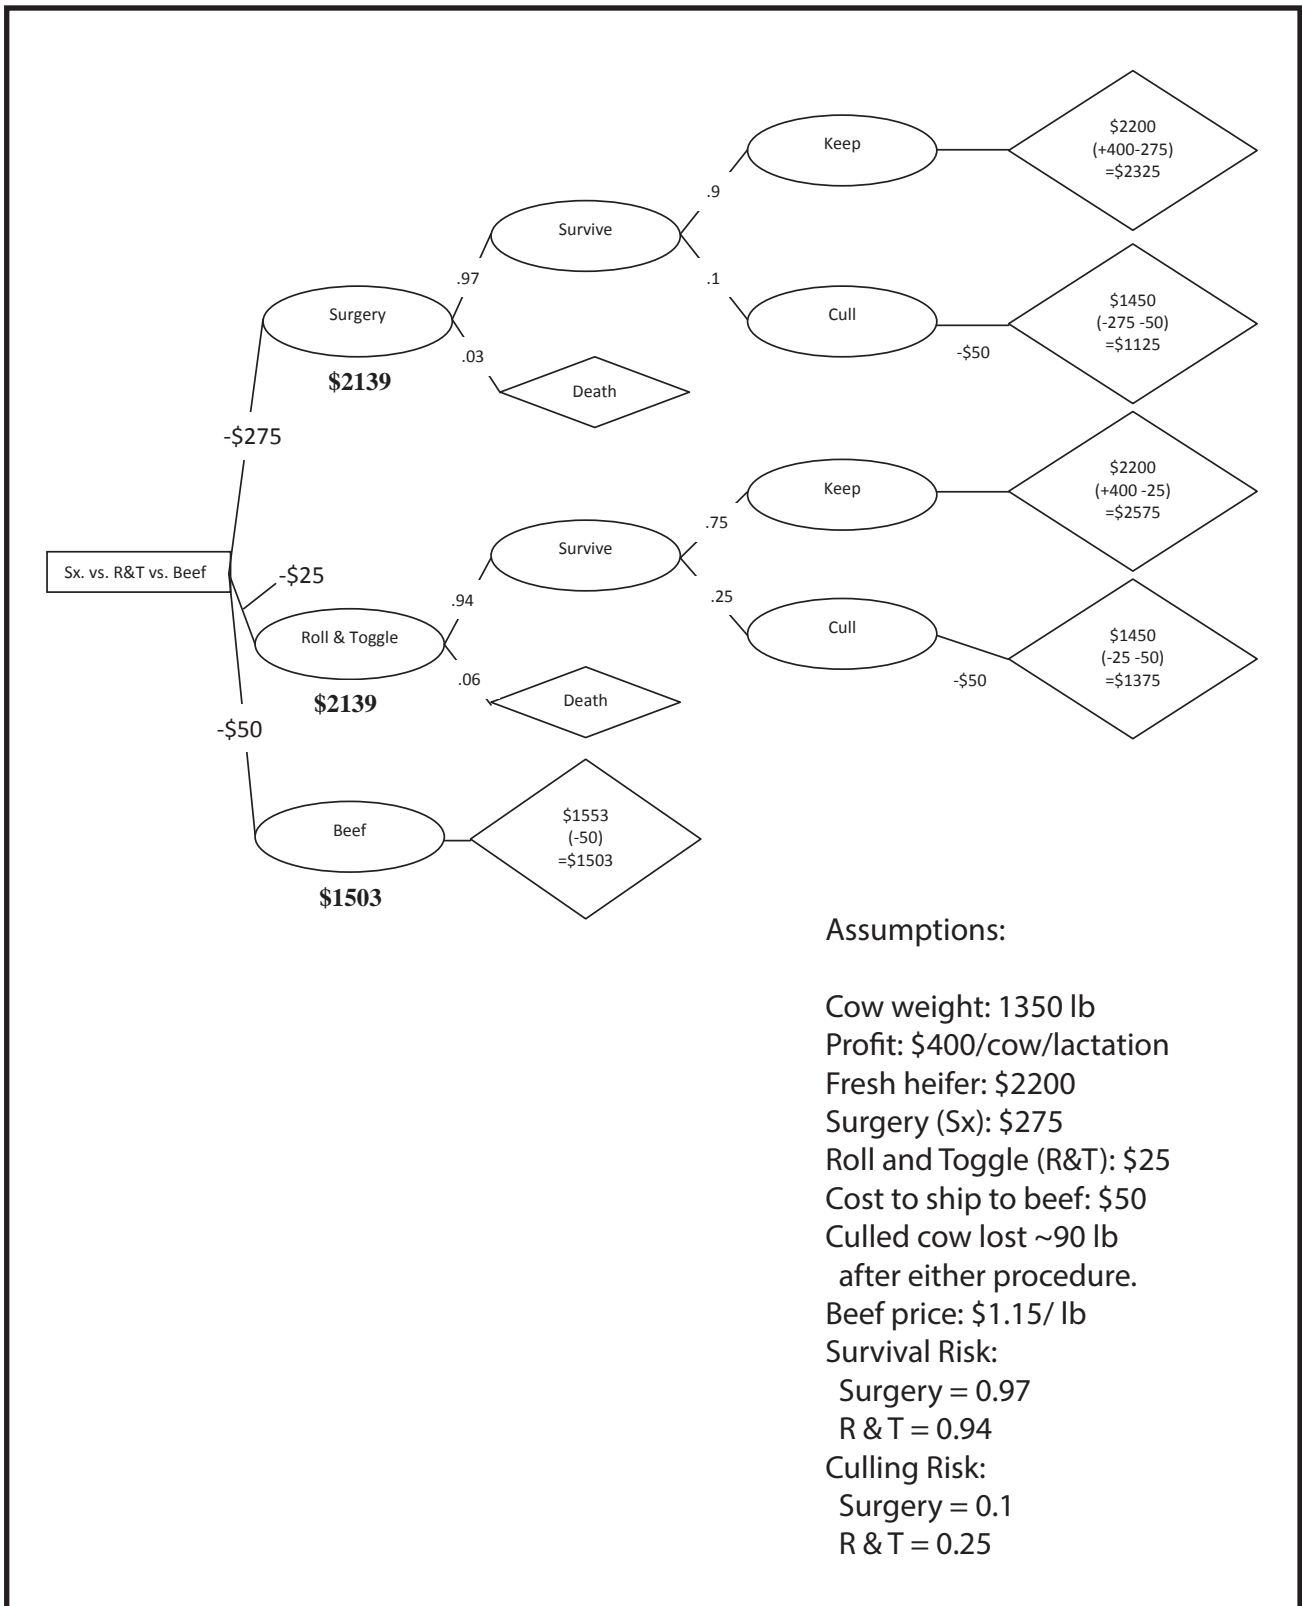 $2200
(+400-275)
=$2325
Keep
.9
Survive
.1
.97
$1450
(-275 -50)
=$1125
Cull
-$50
Surgery
.03
$2139
Death
-$275
$2200
(+400 -25)
=$2575
Keep
.75
Survive
Sx. vs. R&T vs. Beef
-$25
.94
.25
Cull
$1450
(-25 -50)
=$1375
-$50
Roll & Toggle
.06
$2139
Death
-$50
Beef
$1553
(-50)
=$1503
$1503
Assumptions:
Cow weight: 1350 lb
Profit: $400/cow/lactation
Fresh heifer: $2200
Surgery (Sx): $275
Roll and Toggle (R&T): $25
Cost to ship to beef: $50
Culled cow lost ~90 lb
after either procedure.
Beef price: $1.15/ lb
Survival Risk:
Surgery = 0.97
R & T = 0.94
Culling Risk:
Surgery = 0.1
R & T = 0.25